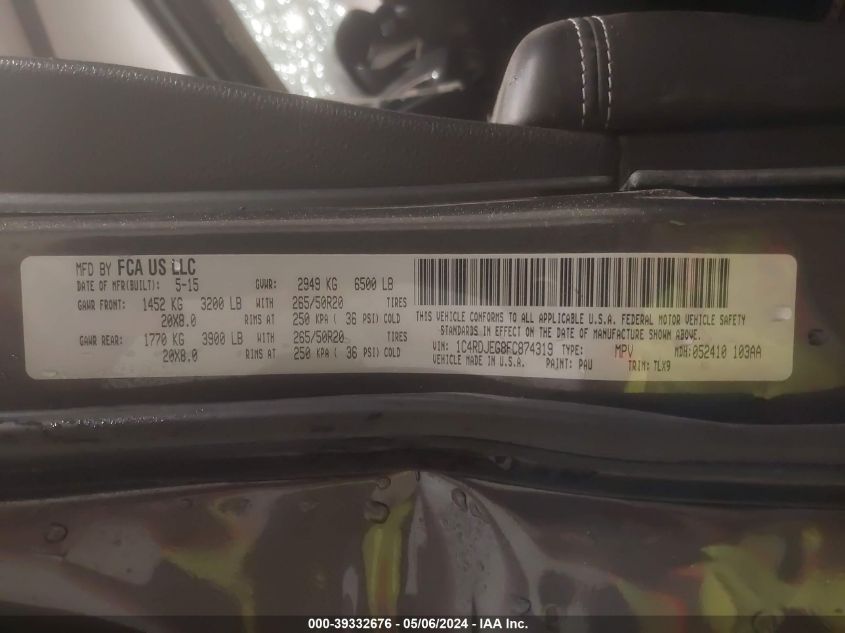 MFD BY FCA US LLC
DATE OF MFR(BUILT): 5-15 GVWR: 2949 KG 6500 LB
GAWR FRONT: 1452 KG 3200 LB WITH 265/50R20 TIRES
20X8.0 RIMS AT 250 KPA ( 36 PSI) COLD
GAWR REAR: 1770 KG 3900 LB WITH 265/50R20 TIRES
20X8.0 RIMS AT 250 KPA ( 36 PSI) COLD
THIS VEHICLE CONFORMS TO ALL APPLICABLE U.S.A. FEDERAL MOTOR VEHICLE SAFETY
STANDARDS IN EFFECT ON THE DATE OF MANUFACTURE SHOWN ABOVE.
VIN: 1C4RDJEG8FC874319 TYPE: MPV MDH:052410 103AA
VEHICLE MADE IN U.S.A. PAINT: PAU TRIM: TLX9
000-39332676 - 05/06/2024 - IAA Inc.